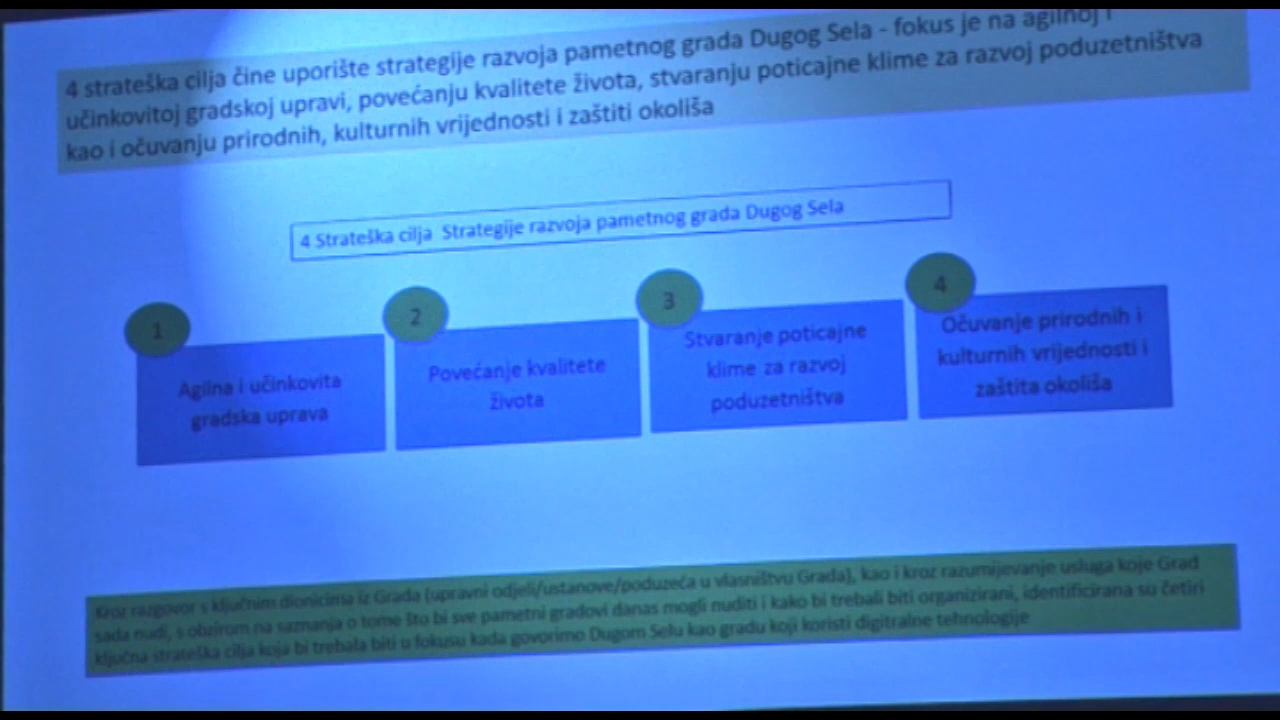 4 strateška cilja čine uporište strategije razvoja pametnog grada Dugog Sela - fokus je na agilnoj i
učinkovitoj gradskoj upravi, povećanju kvalitete života, stvaranju poticajne klime za razvoj poduzetništva
kao i očuvanju prirodnih, kulturnih vrijednosti i zaštiti okoliša
4 Strateška cilja Strategije razvoja pametnog grada Dugog Sela
1
Agilna i učinkovita
gradska uprava
2
Povećanje kvalitete
života
3
Stvaranje poticajne
klime za razvoj
poduzetništva
4
Očuvanje prirodnih i
kulturnih vrijednosti i
zaštita okoliša
Kroz razgovor s ključnim dionicima iz Grada (upravni odjeli/ustanove/poduzeća u vlasništvu Grada), kao i kroz razumijevanje usluga koje Grad
sada nudi, s obzirom na saznanja o tome što bi sve pametni gradovi danas mogli nuditi i kako bi trebali biti organizirani, identificirana su četiri
ključna strateška cilja koja bi trebala biti u fokusu kada govorimo Dugom Selu kao gradu koji koristi digitalne tehnologije